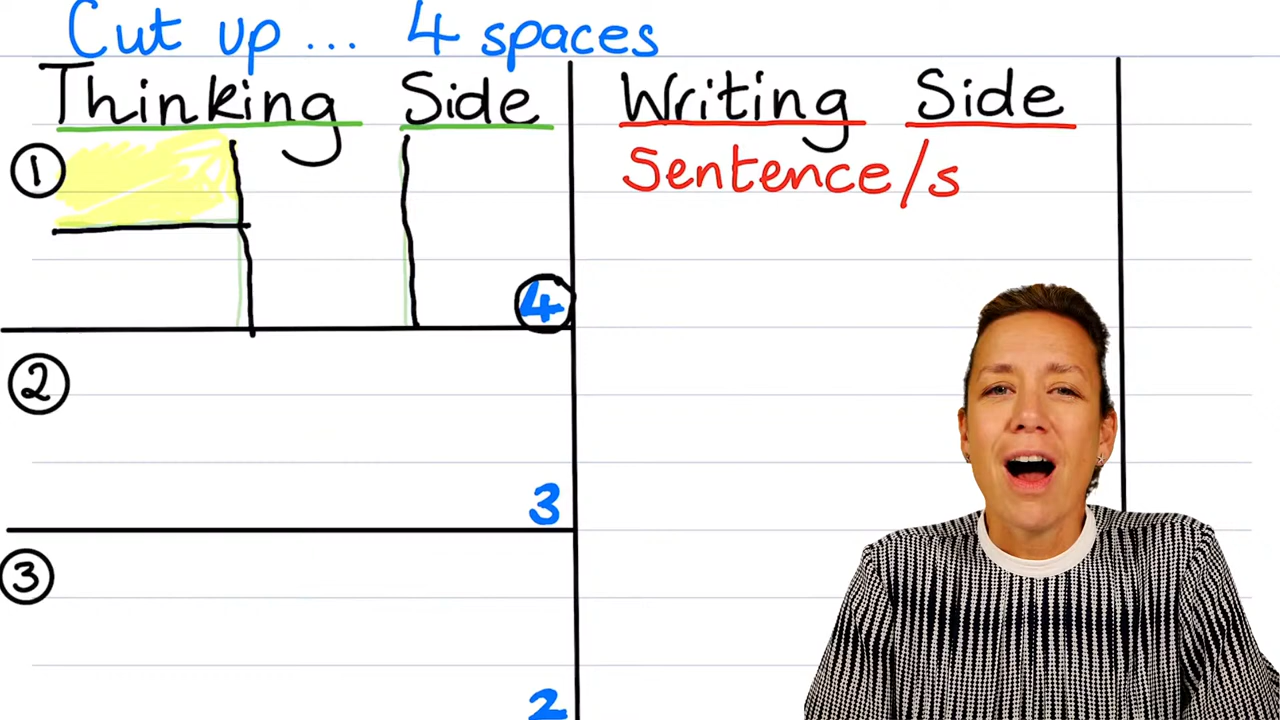 Cut up... 4 spaces
Thinking Side
Writing Side
1
Sentence/s
4
2
3
3
2